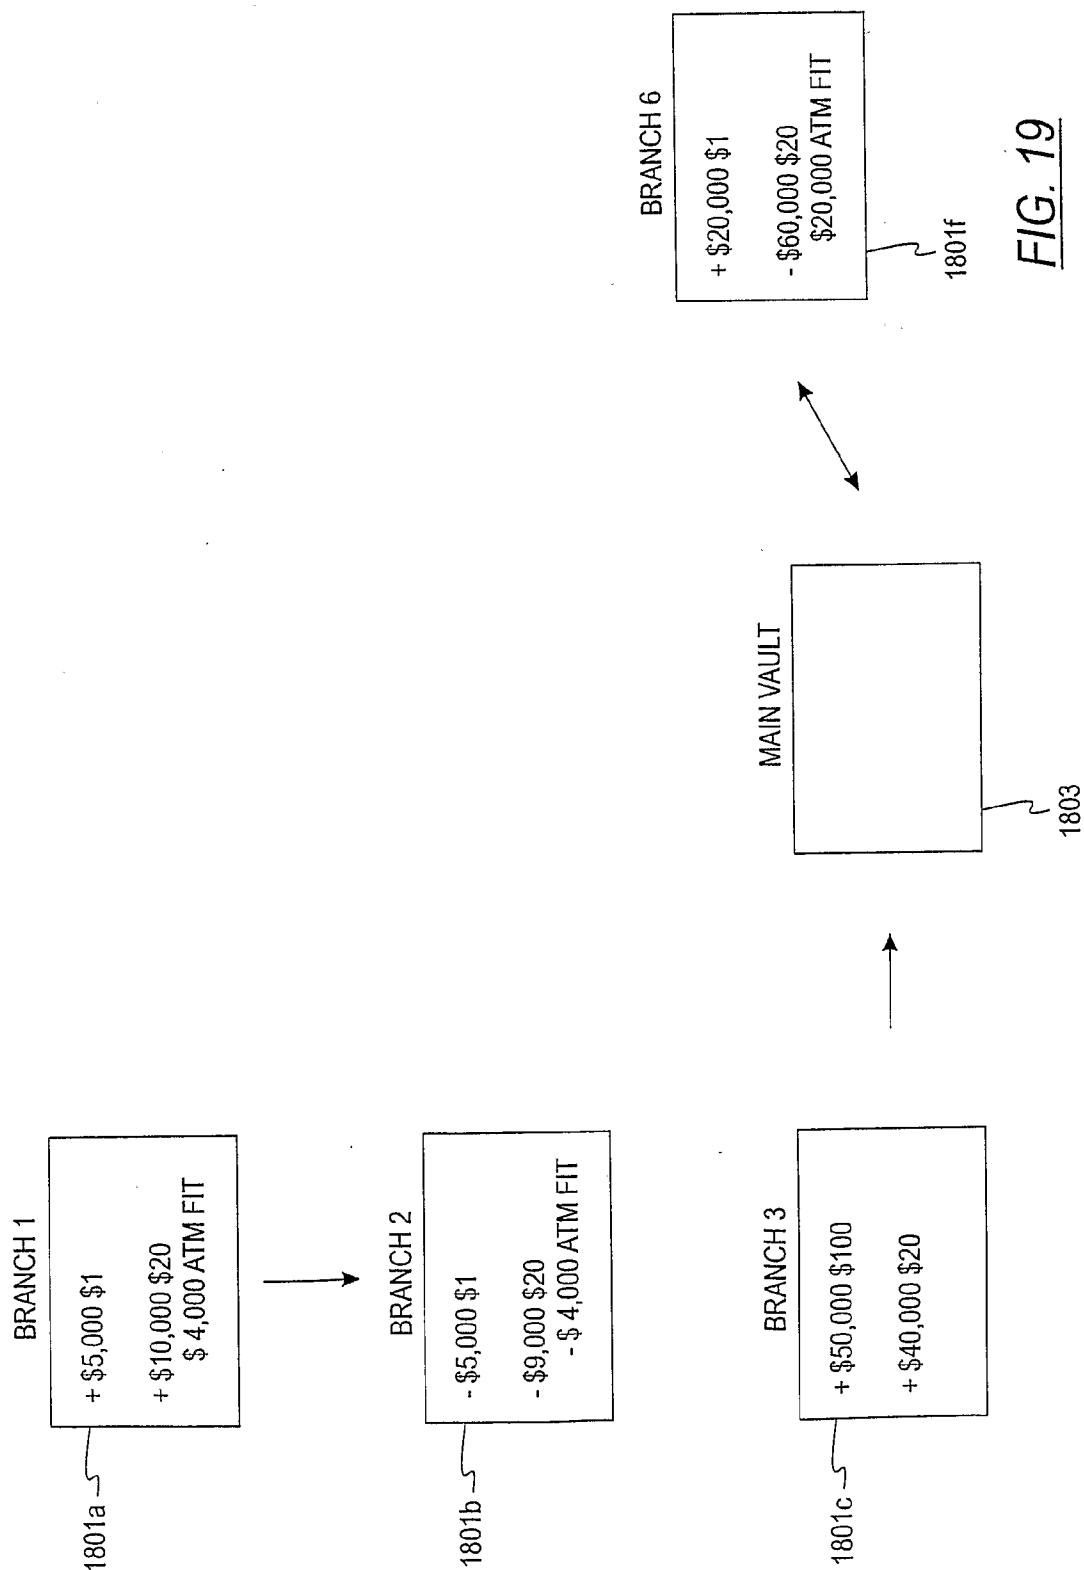 BRANCH 1
+ $5,000 $1
+ $10,000 $20
$ 4,000 ATM FIT
1801a
BRANCH 2
- $5,000 $1
- $9,000 $20
- $ 4,000 ATM FIT
1801b
BRANCH 3
+ $50,000 $100
+ $40,000 $20
1801c
MAIN VAULT
1803
BRANCH 6
+ $20,000 $1
- $60,000 $20
$20,000 ATM FIT
1801f
FIG. 19